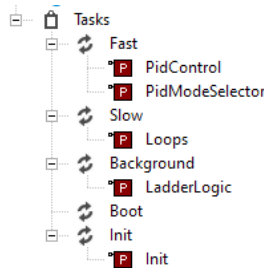 Tasks
Fast
P PidControl
P PidModeSelector
Slow
P Loops
Background
P LadderLogic
Boot
Init
P Init